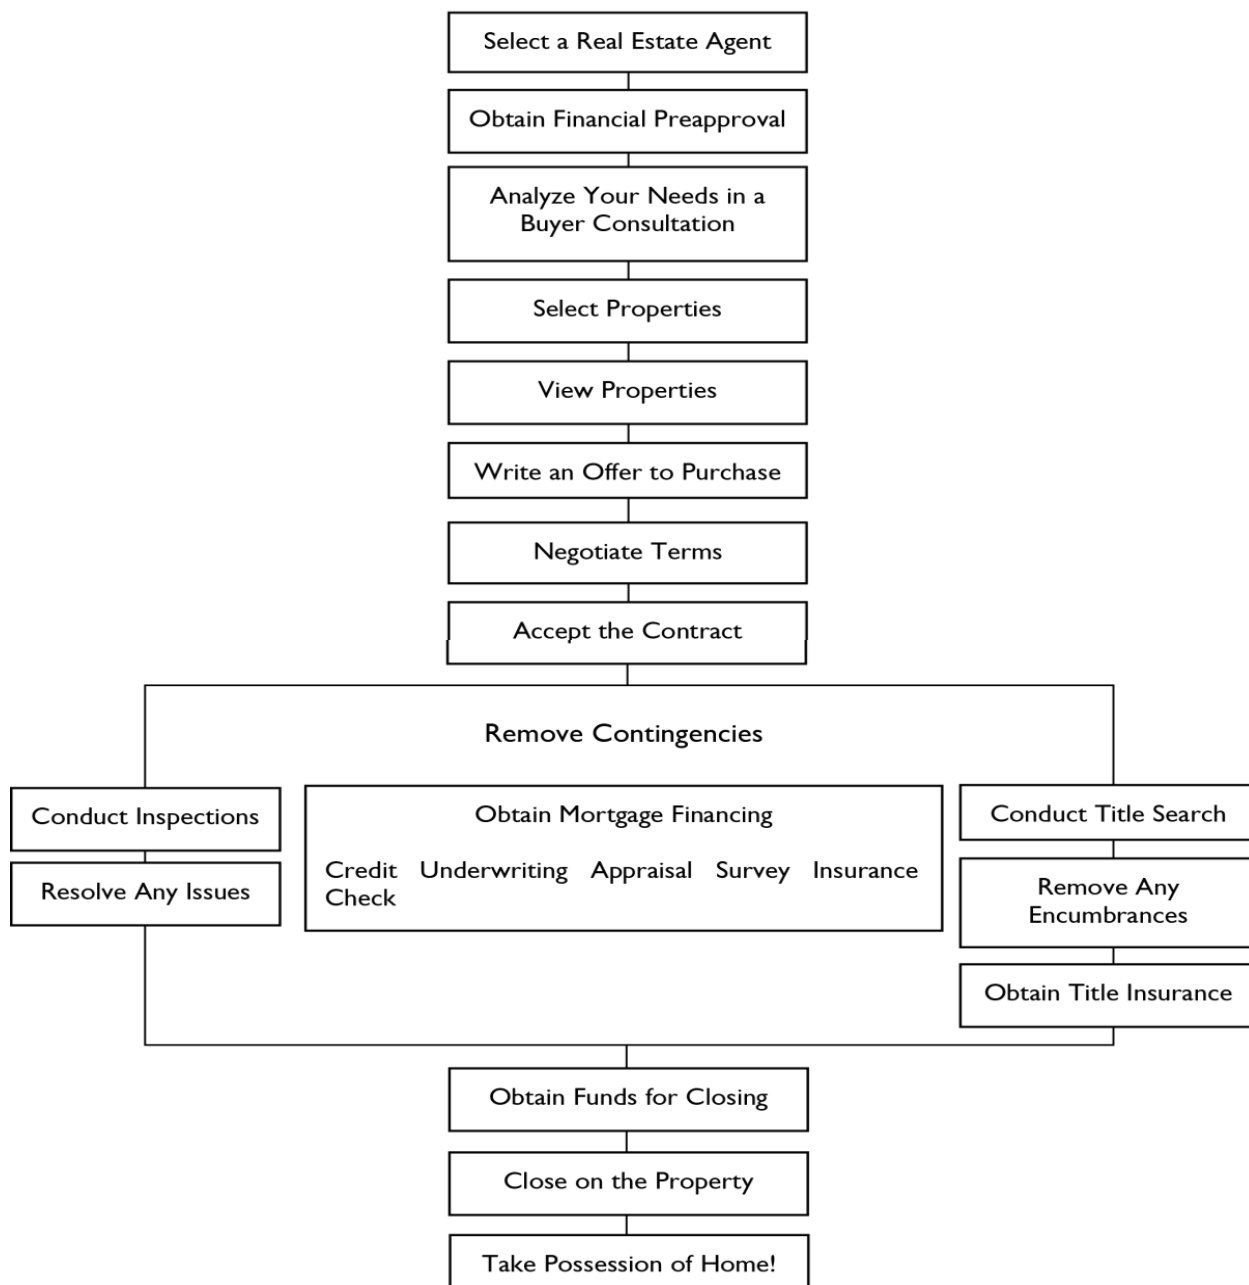 Select a Real Estate Agent
Obtain Financial Preapproval
Analyze Your Needs in a
Buyer Consultation
Select Properties
View Properties
Write an Offer to Purchase
Negotiate Terms
Accept the Contract
Remove Contingencies
Conduct Inspections
Resolve Any Issues
Obtain Mortgage Financing
Credit Underwriting Appraisal Survey Insurance
Check
Conduct Title Search
Remove Any
Encumbrances
Obtain Title Insurance
Obtain Funds for Closing
Close on the Property
Take Possession of Home!